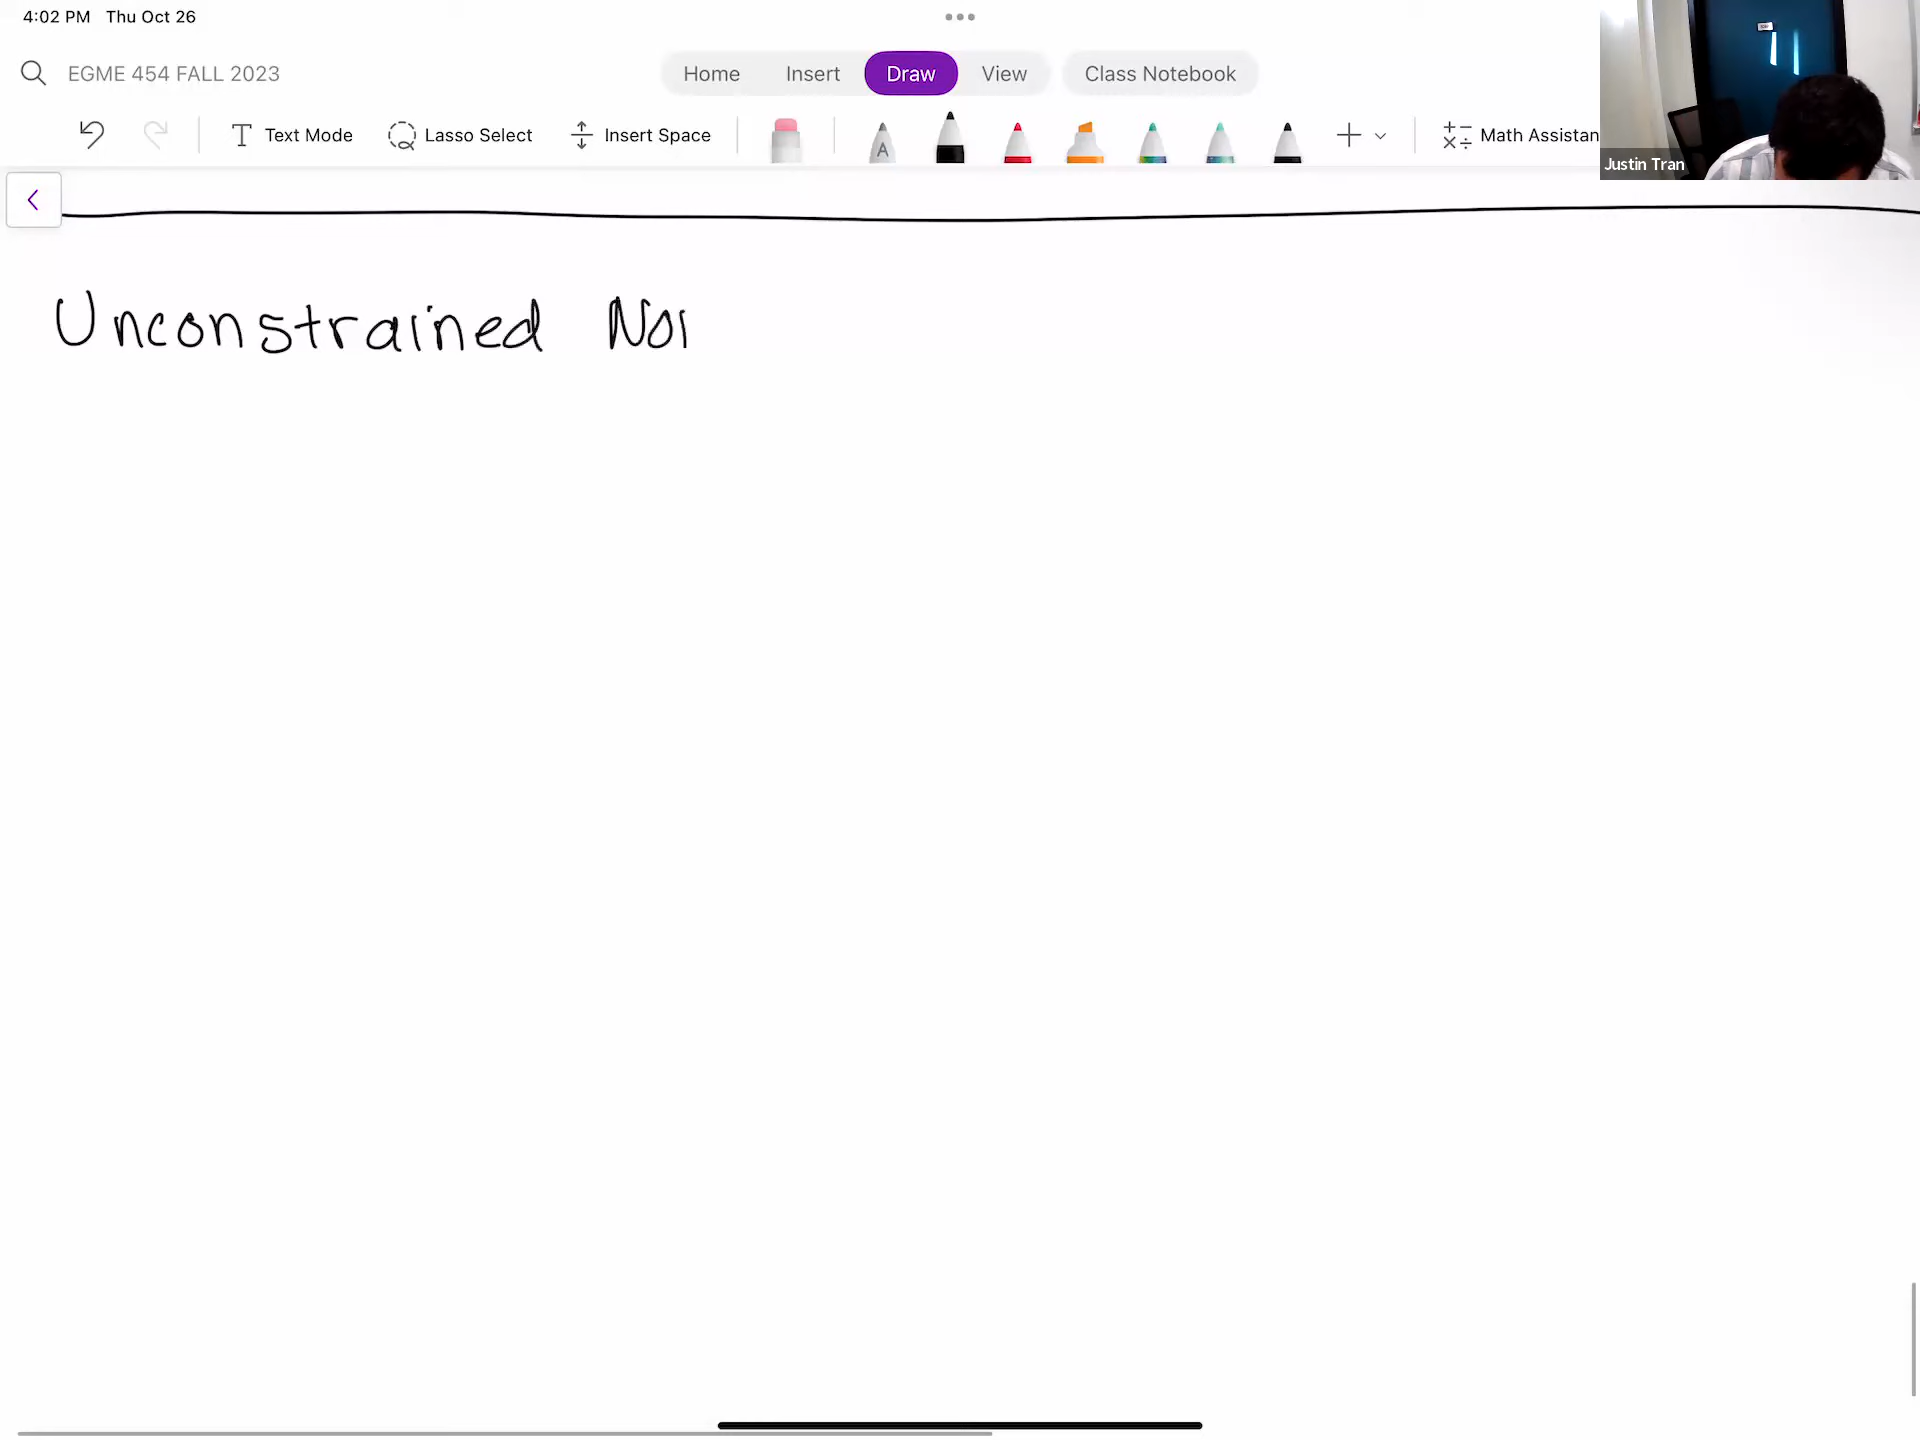 4:02 PM Thu Oct 26
EGME 454 FALL 2023
Home Insert Draw View Class Notebook
Text Mode Lasso Select Insert Space A Math Assistan
Justin Tran
Unconstrained